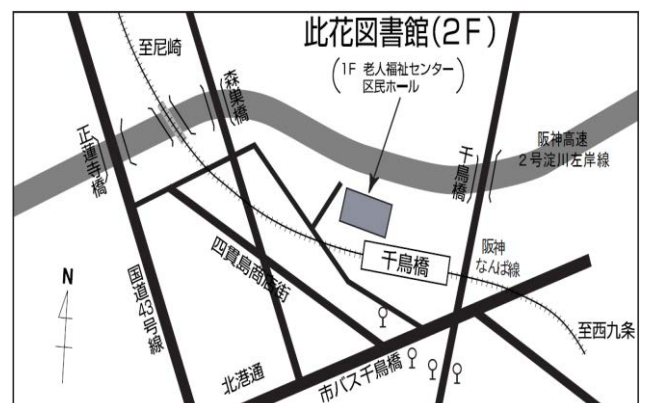 此花図書館(2F)
(1F 老人福祉センター
区民ホール)
至尼崎
森巣橋
正蓮寺橋
千鳥橋
阪神高速
2号淀川左岸線
四貫島商店街
千鳥橋
阪神
なんば線
国道43号線
N
至西九条
北港通
市バス千鳥橋